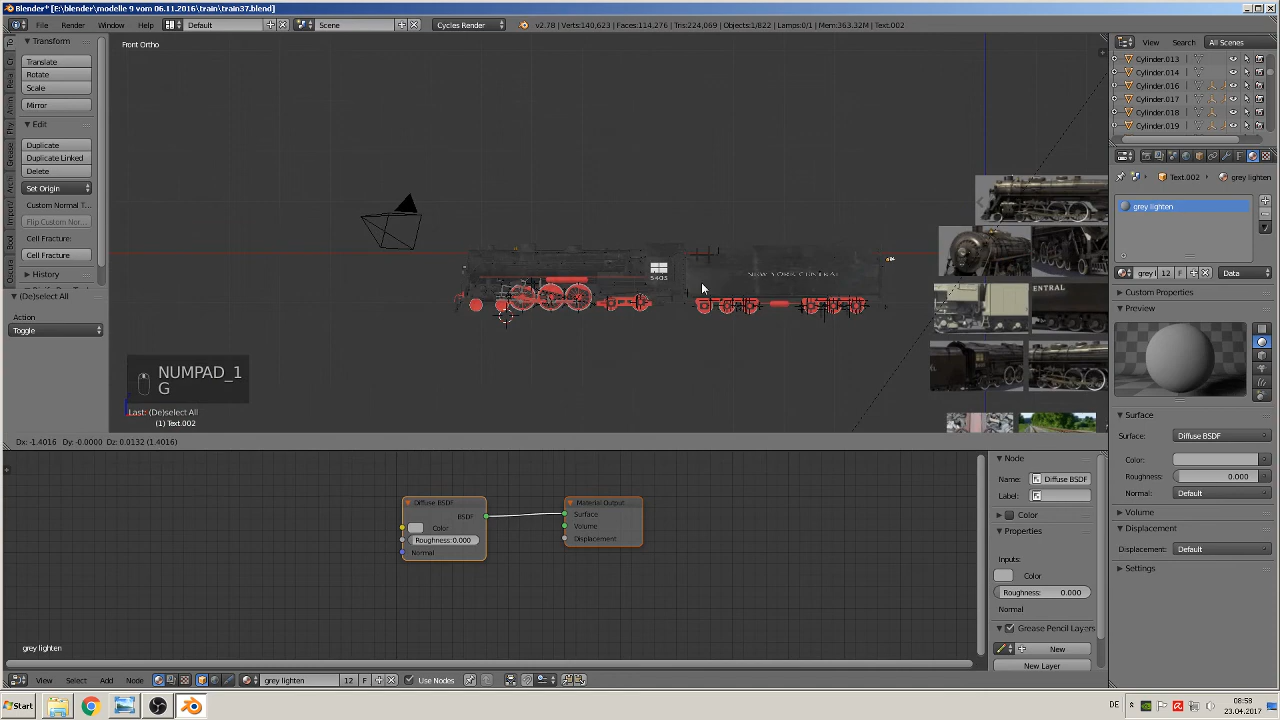 Blender* [E:\blender\modelle 9 vom 06.11.2016\train\train37.blend]
File Render Window Help Default Scene Cycles Render v2.78 | Verts:140,623 | Faces:114,276 | Tris:224,069 | Objects:1/822 | Lamps:0/1 | Mem:363.32M | Text.002
Transform
Translate
Rotate
Scale
Mirror
Edit
Duplicate
Duplicate Linked
Delete
Set Origin
Custom Normal T
Flip Custom Nor...
Cell Fracture:
Cell Fracture
History
(De)select All
Action
Toggle
Front Ortho
5405
NEW YORK CENTRAL
ENTRAL
NUMPAD_1
G
Last: (De)select All
(1) Text.002
Dx: -1.4016 Dy: -0.0000 Dz: 0.0132 (1.4016)
View Search All Scenes
Cylinder.013
Cylinder.014
Cylinder.016
Cylinder.017
Cylinder.018
Cylinder.019
Text.002 grey lighten
grey lighten
grey l 12 F Data
Custom Properties
Preview
Surface
Surface: Diffuse BSDF
Color:
Roughness: 0.000
Normal: Default
Volume
Displacement
Displacement: Default
Settings
Diffuse BSDF
BSDF
Color
Roughness:0.000
Normal
Material Output
Surface
Volume
Displacement
Node
Name: Diffuse BSDF
Label:
Color
Properties
Inputs:
Color
Roughness: 0.000
Normal
Grease Pencil Layers
New
New Layer
grey lighten
View Select Add Node grey lighten 12 F Use Nodes
Start DE 08:58
23.04.2017